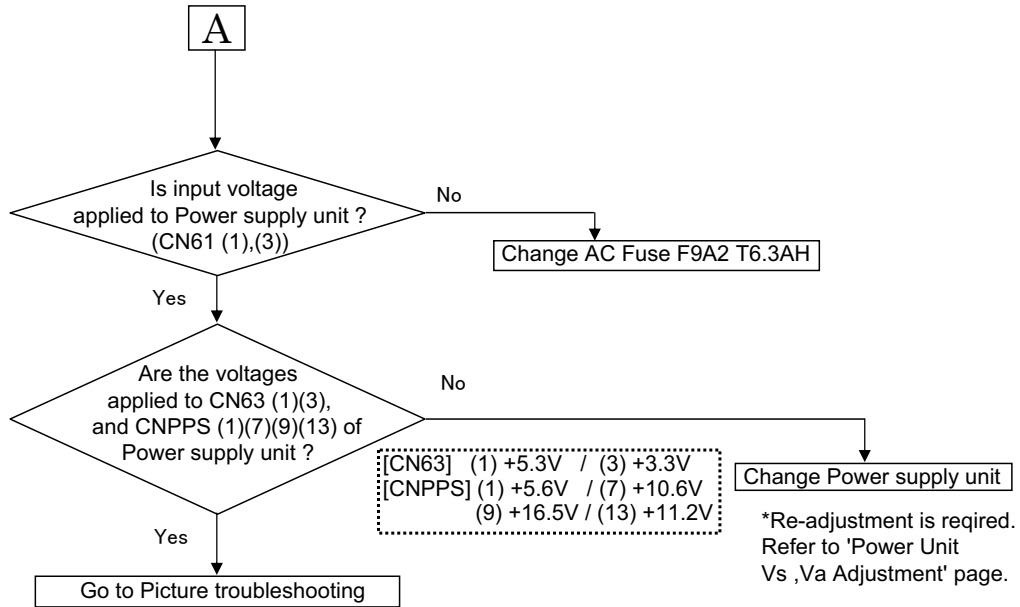 A
Is input voltage
applied to Power supply unit ?
(CN61 (1),(3))
No
Change AC Fuse F9A2 T6.3AH
Yes
Are the voltages
applied to CN63 (1)(3),
and CNPPS (1)(7)(9)(13) of
Power supply unit ?
No
[CN63] (1) +5.3V / (3) +3.3V
[CNPPS] (1) +5.6V / (7) +10.6V
(9) +16.5V / (13) +11.2V
Change Power supply unit
*Re-adjustment is reqired.
Refer to 'Power Unit
Vs ,Va Adjustment' page.
Yes
Go to Picture troubleshooting